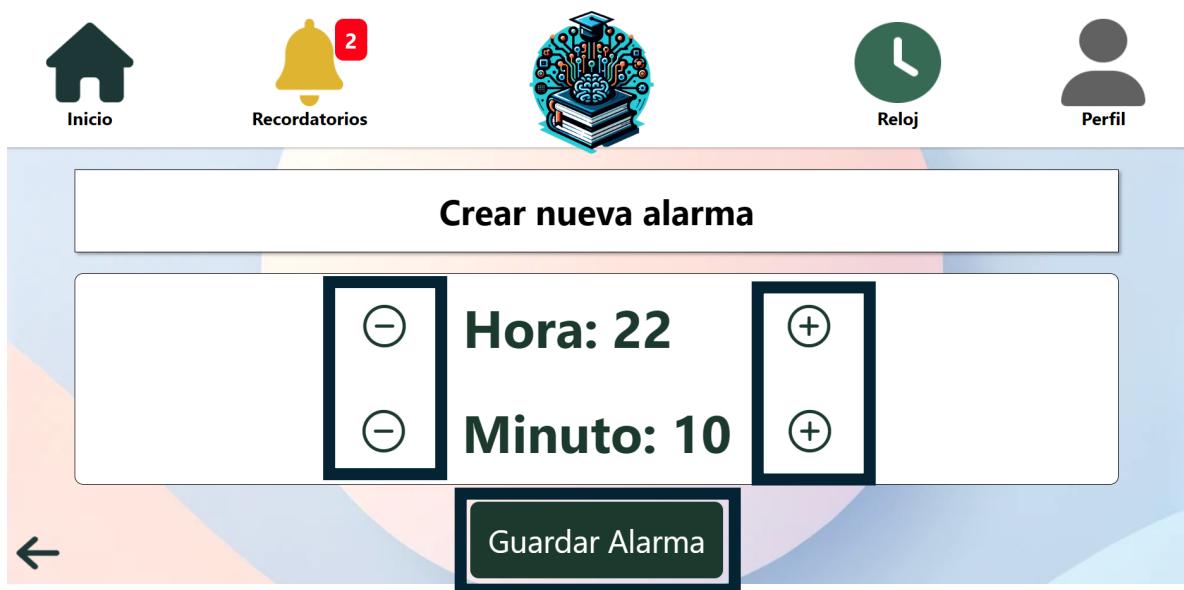 2
Inicio
Recordatorios
Reloj
Perfil
Crear nueva alarma
Hora: 22
Minuto: 10
Guardar Alarma